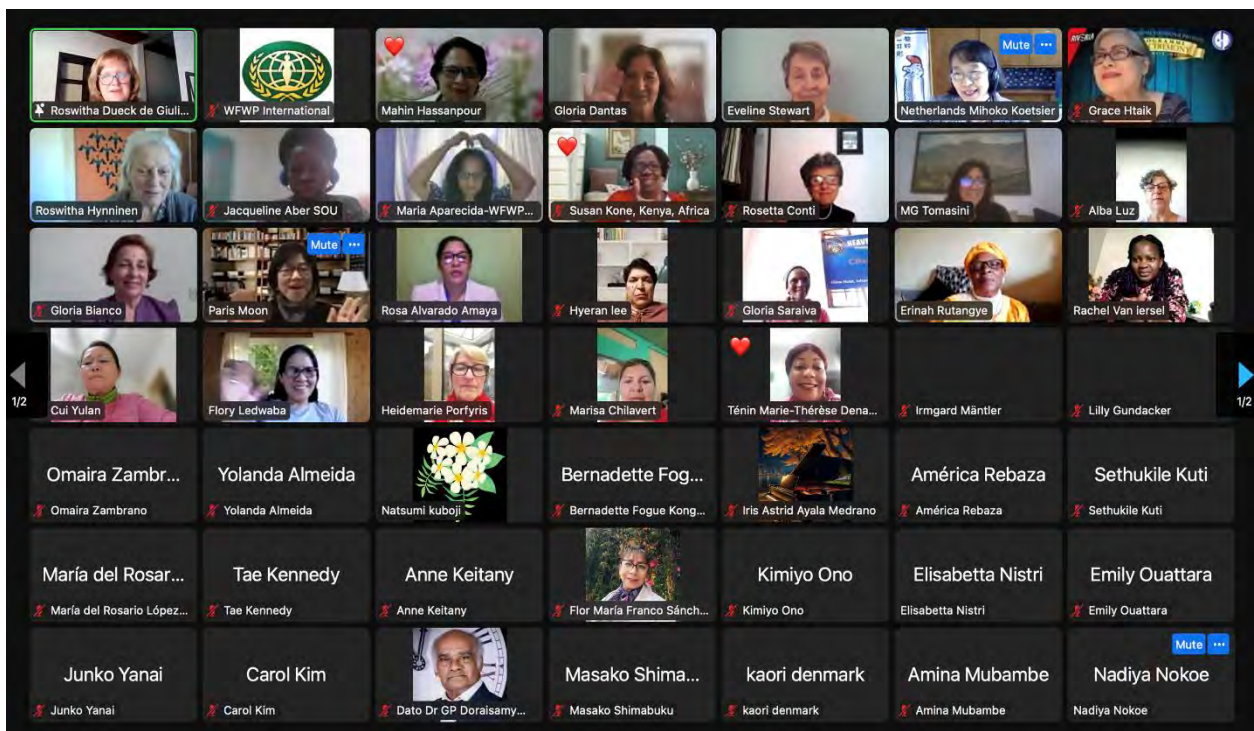 Roswitha Dueck de Giuli...
WFWP International
Mahin Hassanpour
Gloria Dantas
Eveline Stewart
Mute ...
Netherlands Mihoko Koetsier
Grace Htaik
Roswitha Hynninen
Jacqueline Aber SOU
Maria Aparecida-WFWP...
Susan Kone, Kenya, Africa
Rosetta Conti
MG Tomasini
Alba Luz
Gloria Bianco
Mute ...
Paris Moon
Rosa Alvarado Amaya
Hyeran lee
Gloria Saraiva
Erinah Rutangye
Rachel Van iersel
1/2
Cui Yulan
Flory Ledwaba
Heidemarie Porfyris
Marisa Chilavert
Ténin Marie-Thérèse Dena...
Irmgard Mäntler
Lilly Gundacker
1/2
Omaira Zambr...
Omaira Zambrano
Yolanda Almeida
Yolanda Almeida
Natsumi kuboji
Bernadette Fog...
Bernadette Fogue Kong...
Iris Astrid Ayala Medrano
América Rebaza
América Rebaza
Sethukile Kuti
Sethukile Kuti
María del Rosar...
María del Rosario López...
Tae Kennedy
Tae Kennedy
Anne Keitany
Anne Keitany
Flor María Franco Sánch...
Kimiyo Ono
Kimiyo Ono
Elisabetta Nistri
Elisabetta Nistri
Emily Ouattara
Emily Ouattara
Junko Yanai
Junko Yanai
Carol Kim
Carol Kim
Dato Dr GP Doraisamy...
Masako Shima...
Masako Shimabuku
kaori denmark
kaori denmark
Amina Mubambe
Amina Mubambe
Mute ...
Nadiya Nokoe
Nadiya Nokoe